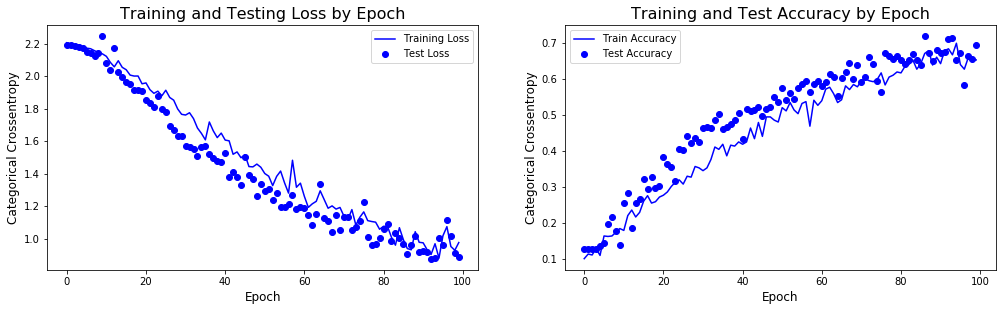 Training and Testing Loss by Epoch
Training Loss
Test Loss
Categorical Crossentropy
2.2
2.0
1.8
1.6
1.4
1.2
1.0
0
20
40
60
80
100
Epoch
Training and Test Accuracy by Epoch
Train Accuracy
Test Accuracy
Categorical Crossentropy
0.7
0.6
0.5
0.4
0.3
0.2
0.1
0
20
40
60
80
100
Epoch